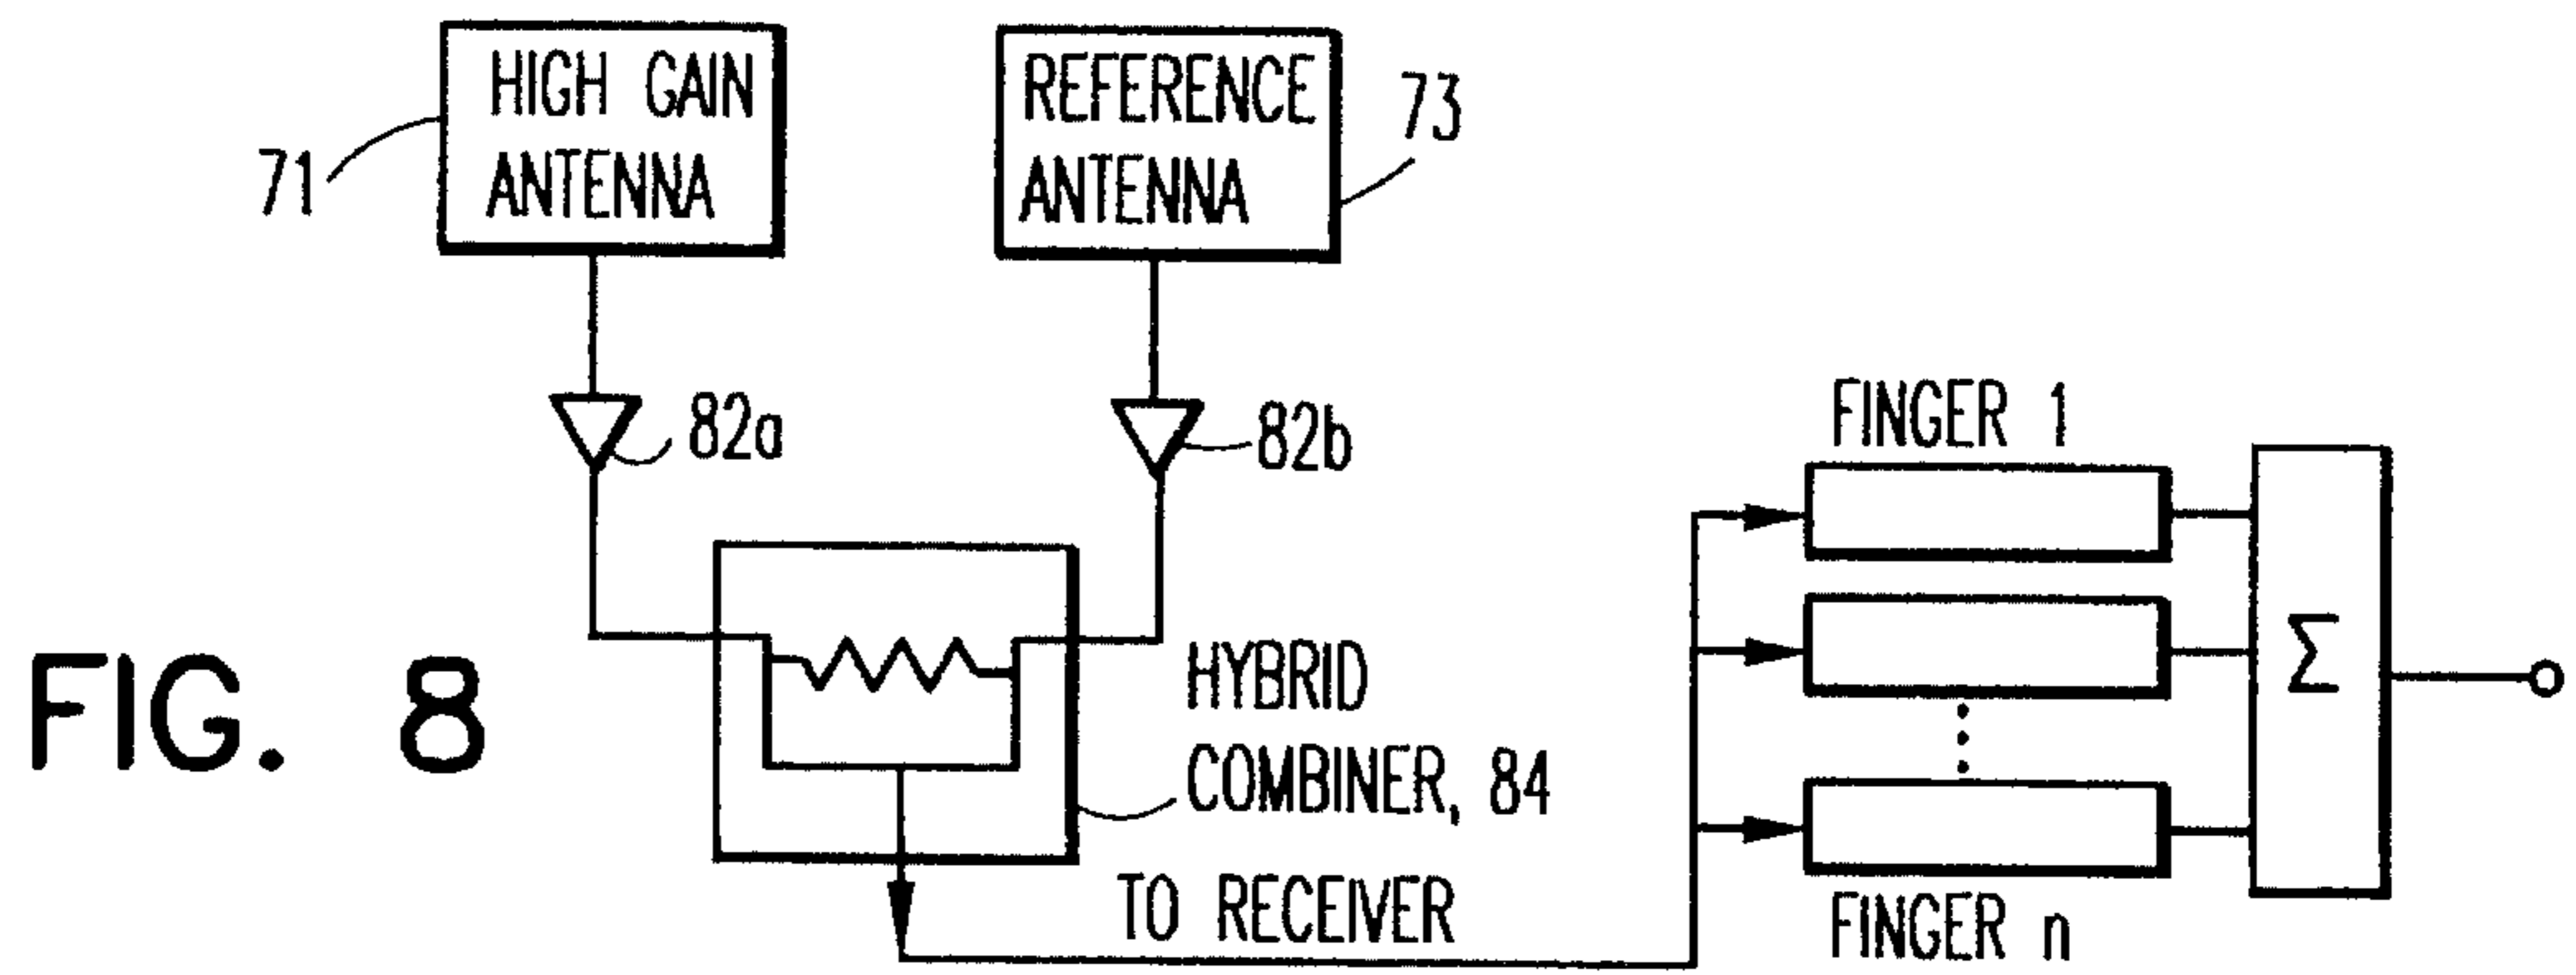 HIGH GAIN
ANTENNA
71
REFERENCE
ANTENNA
73
82a
82b
HYBRID
COMBINER, 84
TO RECEIVER
FINGER 1
FINGER n
Σ
FIG. 8